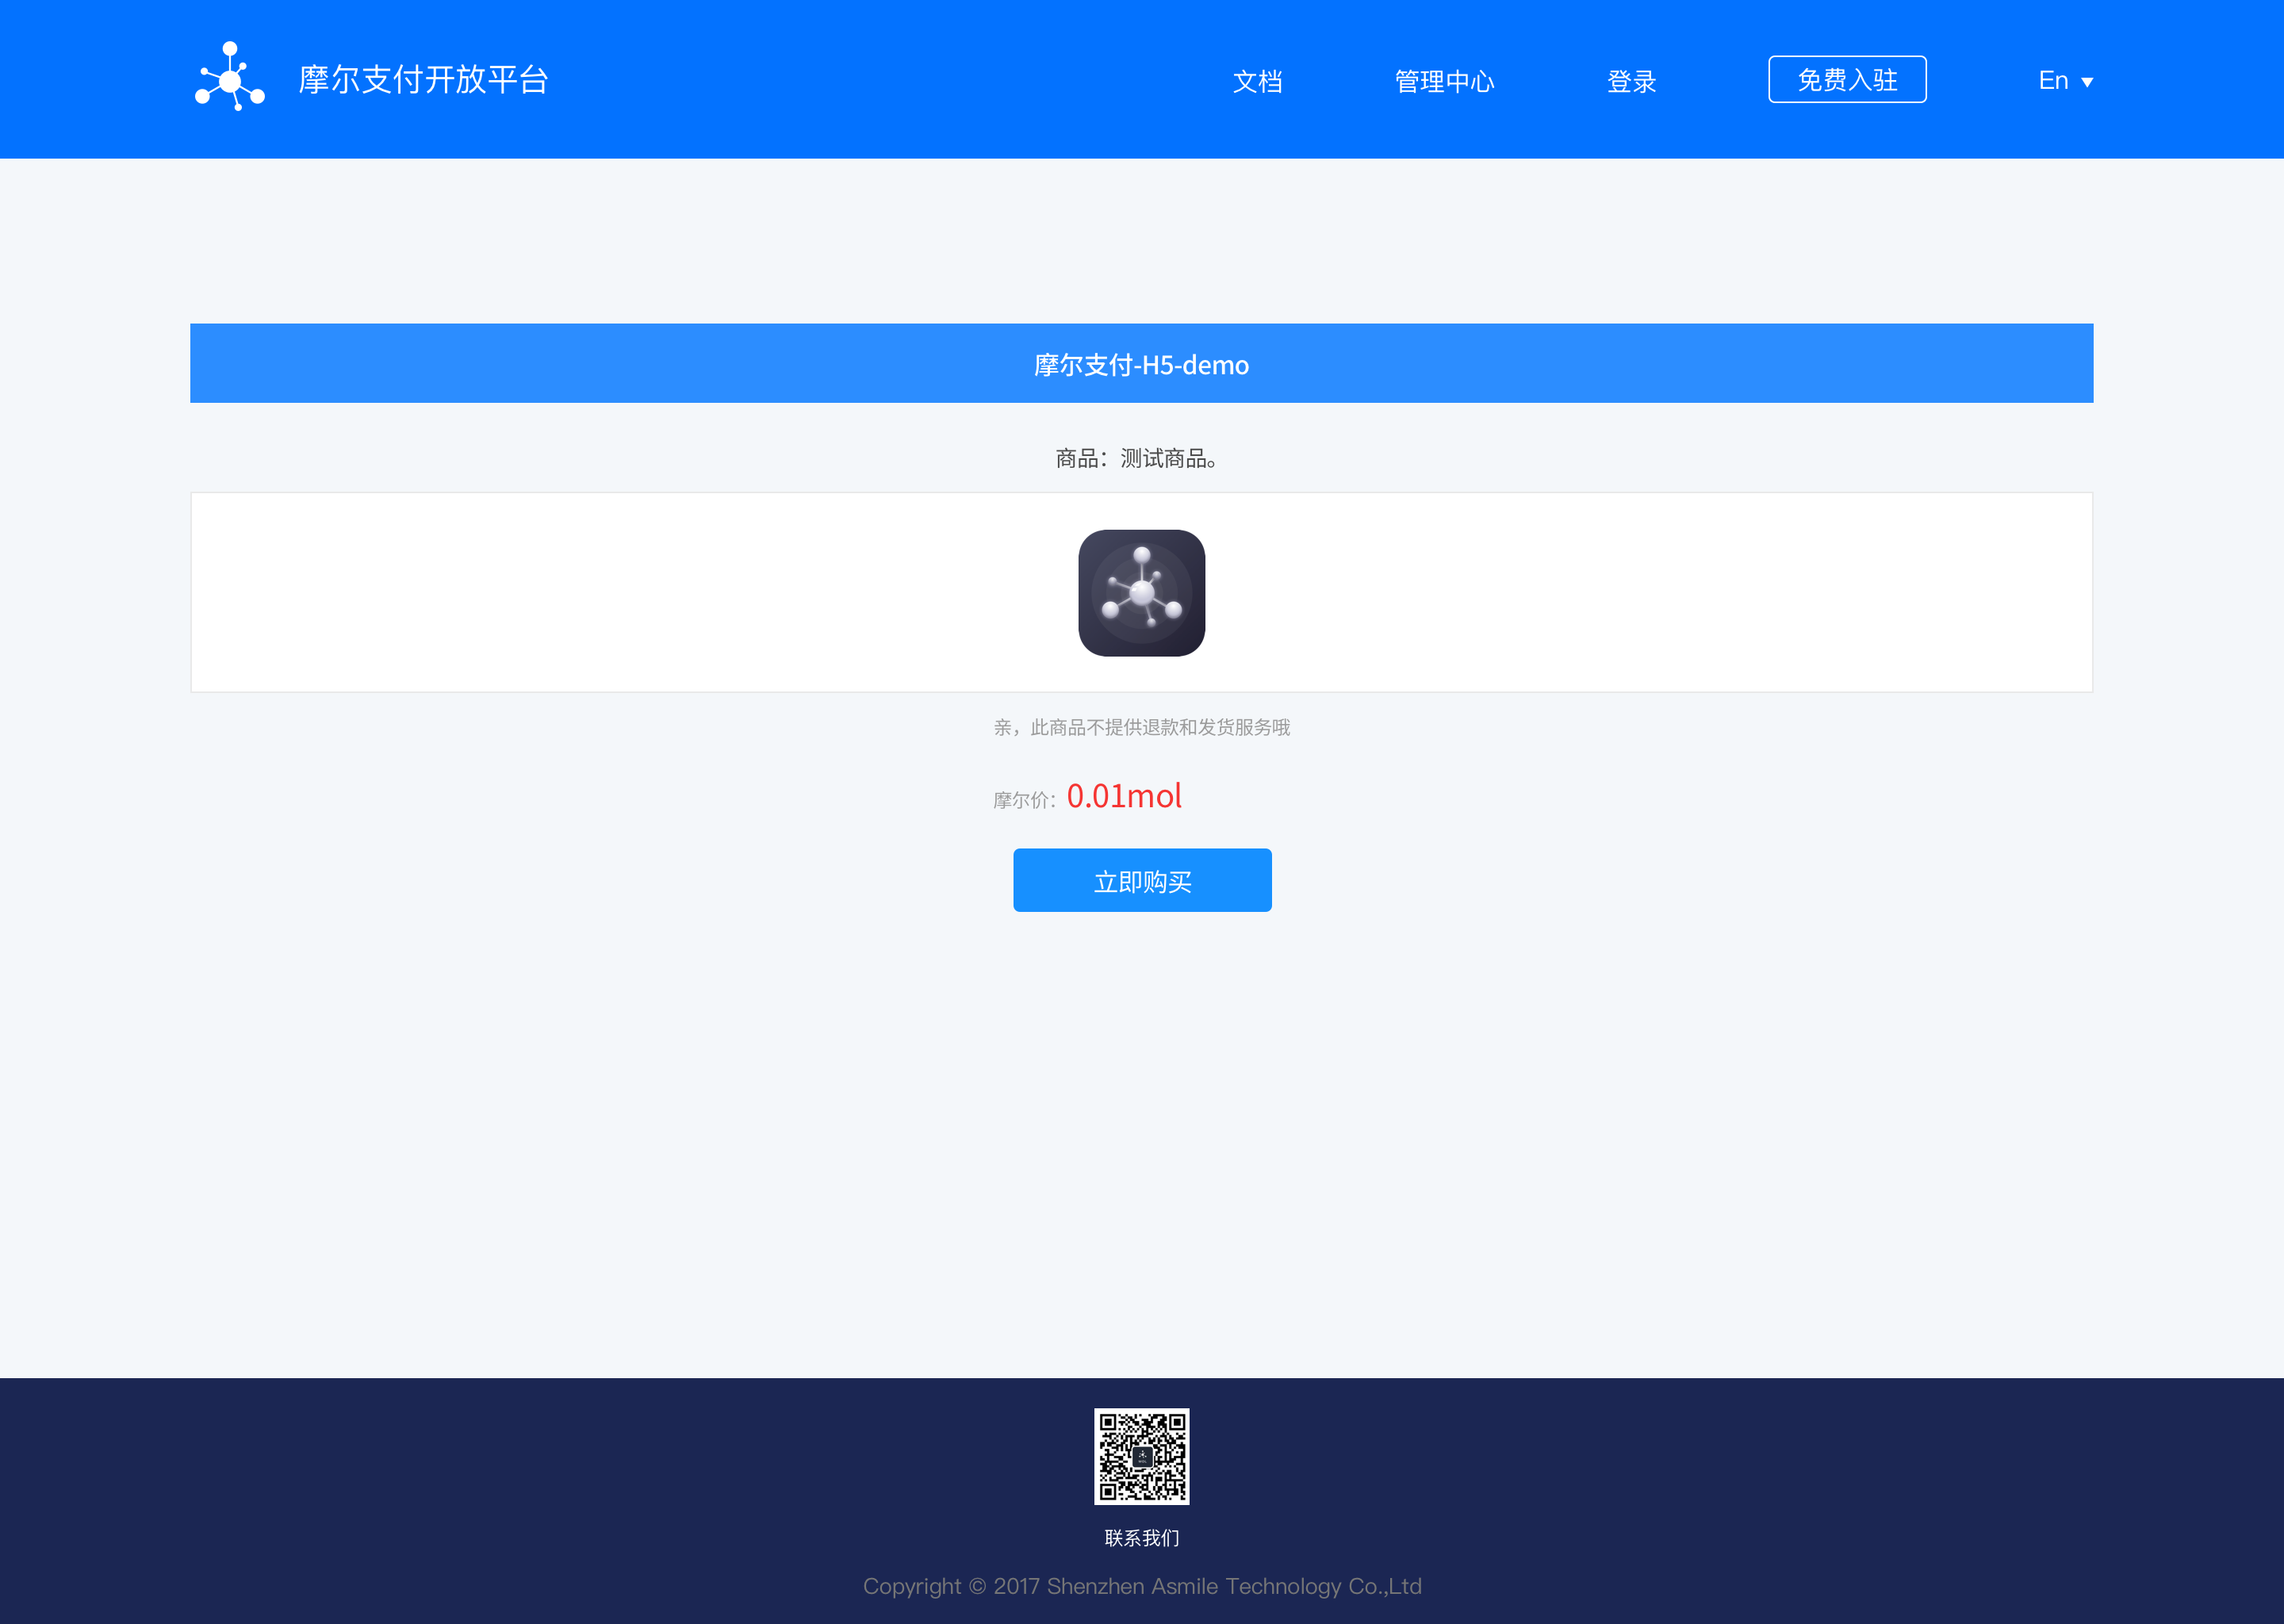 摩尔支付开放平台
文档
管理中心
登录
免费入驻
En
摩尔支付-H5-demo
商品：测试商品。
亲，此商品不提供退款和发货服务哦
摩尔价：0.01mol
立即购买
联系我们
Copyright © 2017 Shenzhen Asmile Technology Co.,Ltd